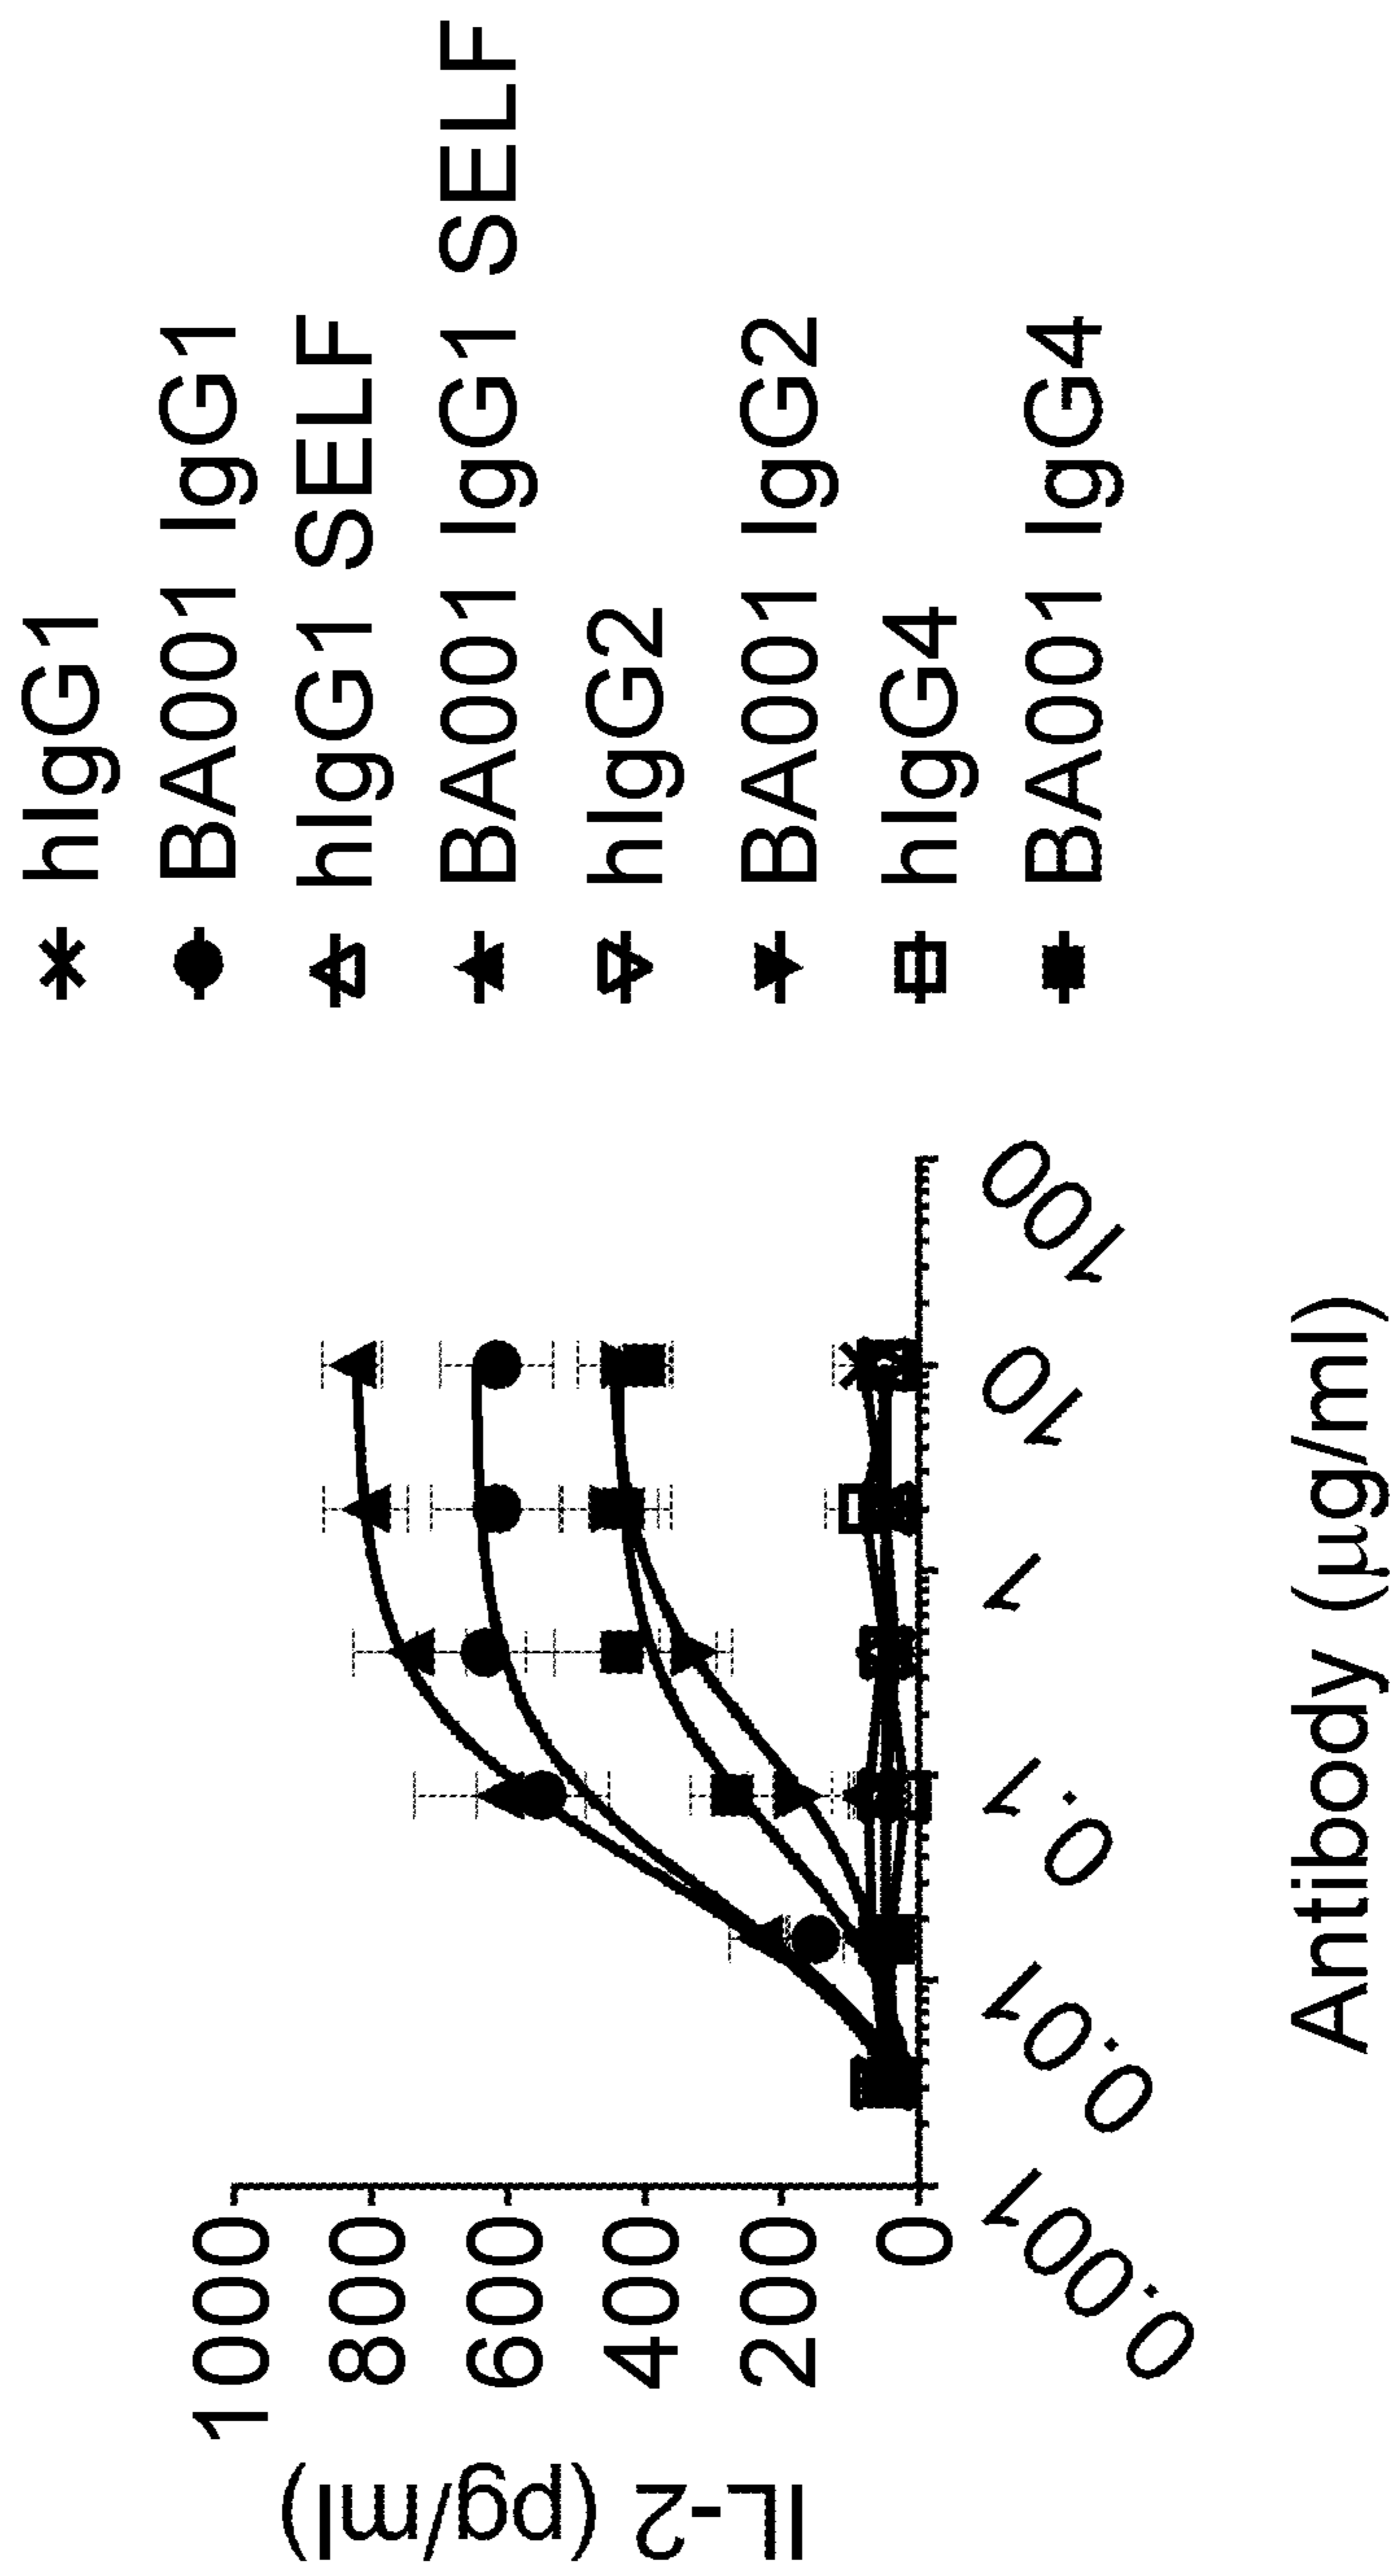 IL-2 (pg/ml)
1000
800
600
400
200
0
0.001
0.01
0.1
1
10
100
Antibody (µg/ml)
hIgG1
BA001 IgG1
hIgG1 SELF
BA001 IgG1 SELF
hIgG2
BA001 IgG2
hIgG4
BA001 IgG4